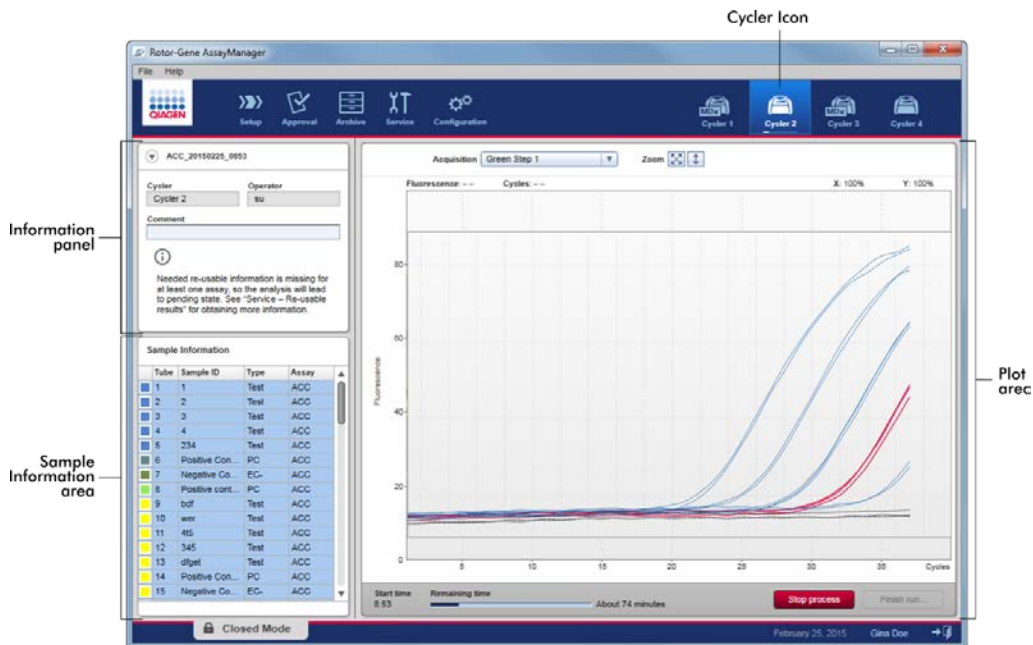 Cycler Icon
Rotor-Gene AssayManager
File Help
QIAGEN
Setup Approval Archive Service Configuration
MDx Cycler 1 Cycler 2 MDx Cycler 3 Cycler 4
ACC_20150225_0853
Cycler Operator
Cycler 2 su
Comment
Needed re-usable information is missing for
at least one assay, so the analysis will lead
to pending state. See "Service – Re-usable
results" for obtaining more information.
Information
panel
Sample Information
Tube Sample ID Type Assay
1 1 Test ACC
2 2 Test ACC
3 3 Test ACC
4 4 Test ACC
5 234 Test ACC
6 Positive Con... PC ACC
7 Negative Co... EC- ACC
8 Positive cont... PC ACC
9 bdf Test ACC
10 wer Test ACC
11 4t5 Test ACC
12 345 Test ACC
13 dfget Test ACC
14 Positive Con... PC ACC
15 Negative Co... EC- ACC
Sample
Information
area
Acquisition Green Step 1 Zoom
Fluorescence: – – Cycles: – – X: 100% Y: 100%
80
60
40
20
0
Fluorescence
5 10 15 20 25 30 35 Cycles
Plot
area
Start time Remaining time
8:53 About 74 minutes Stop process Finish run...
Closed Mode
February 25, 2015 Gina Doe